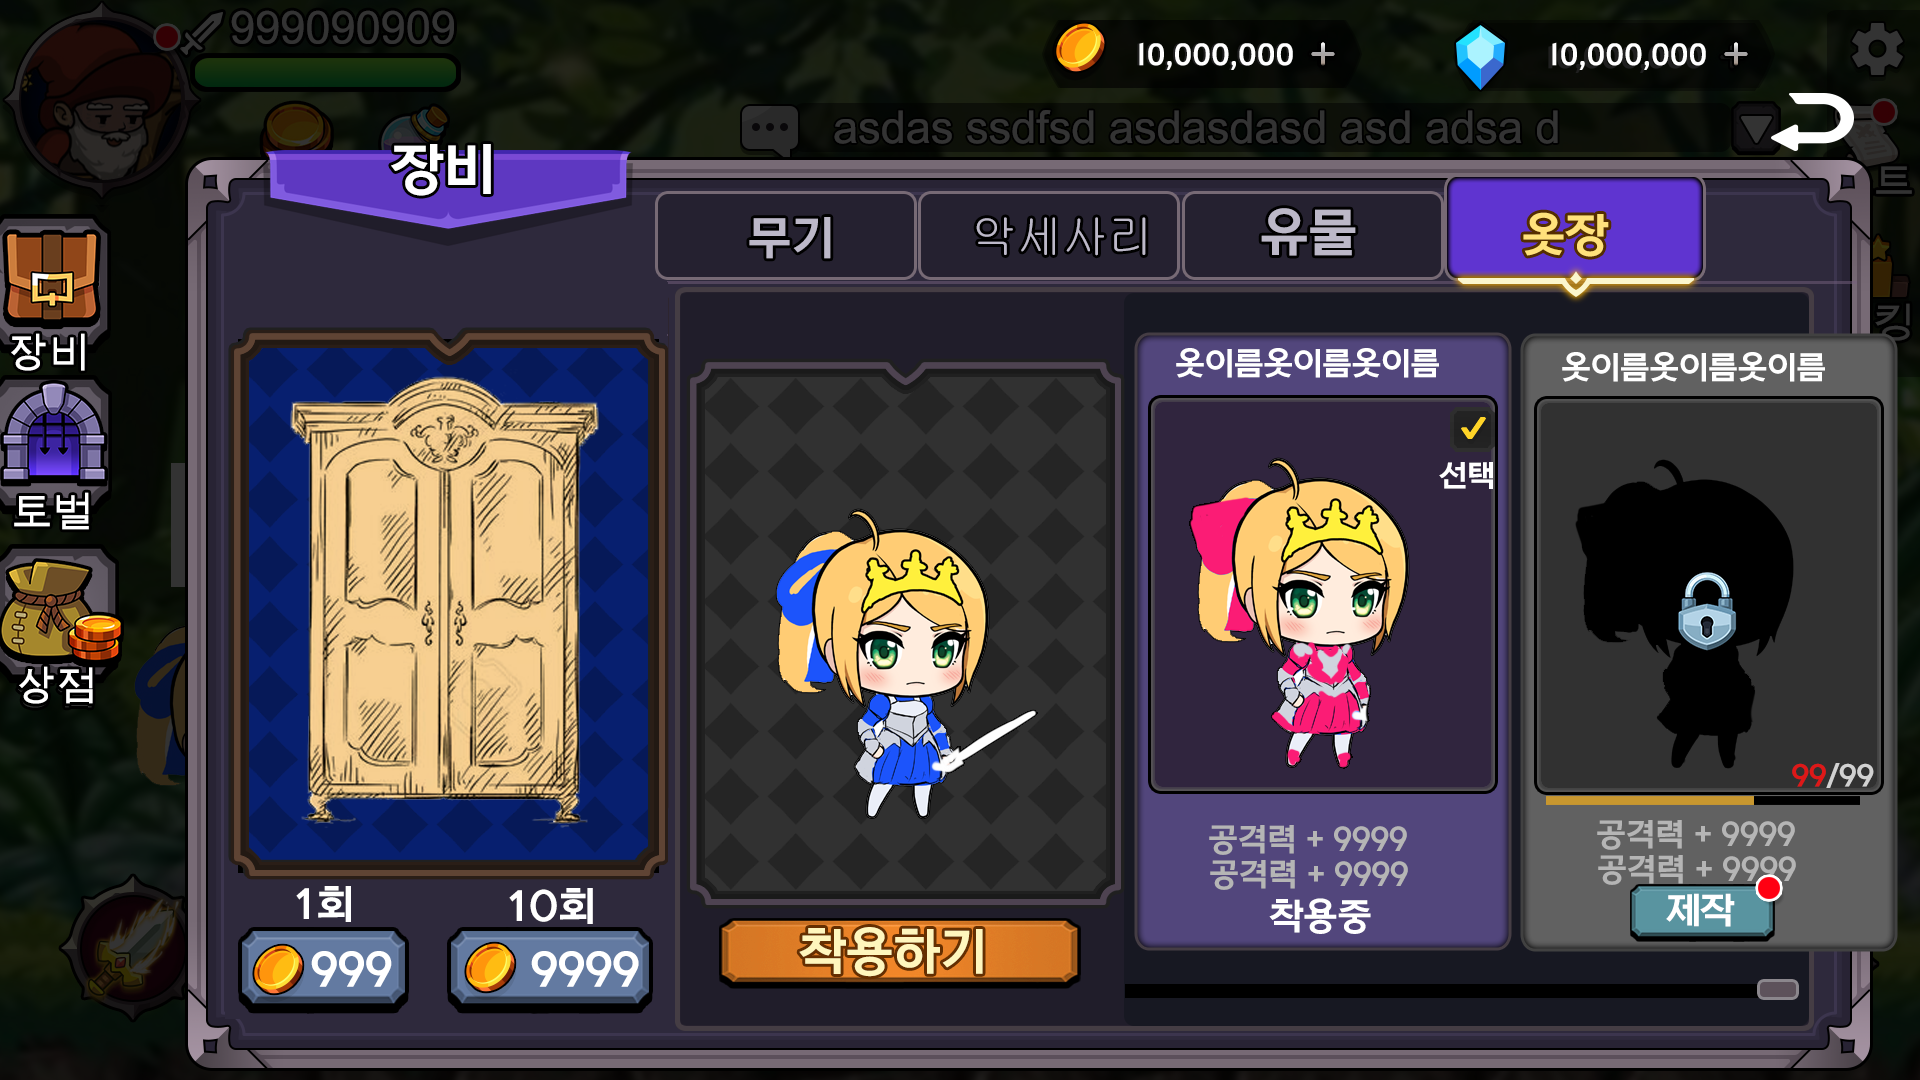 999090909
10,000,000 +
10,000,000 +
asdas ssdfsd asdasdasd asd adsa d
장비
무기
악세사리
유물
옷장
트
킹
장비
토벌
상점
옷이름옷이름옷이름
선택
공격력 + 9999
공격력 + 9999
착용중
옷이름옷이름옷이름
99/99
공격력 + 9999
공격력 + 9999
제작
1회
10회
999
9999
착용하기